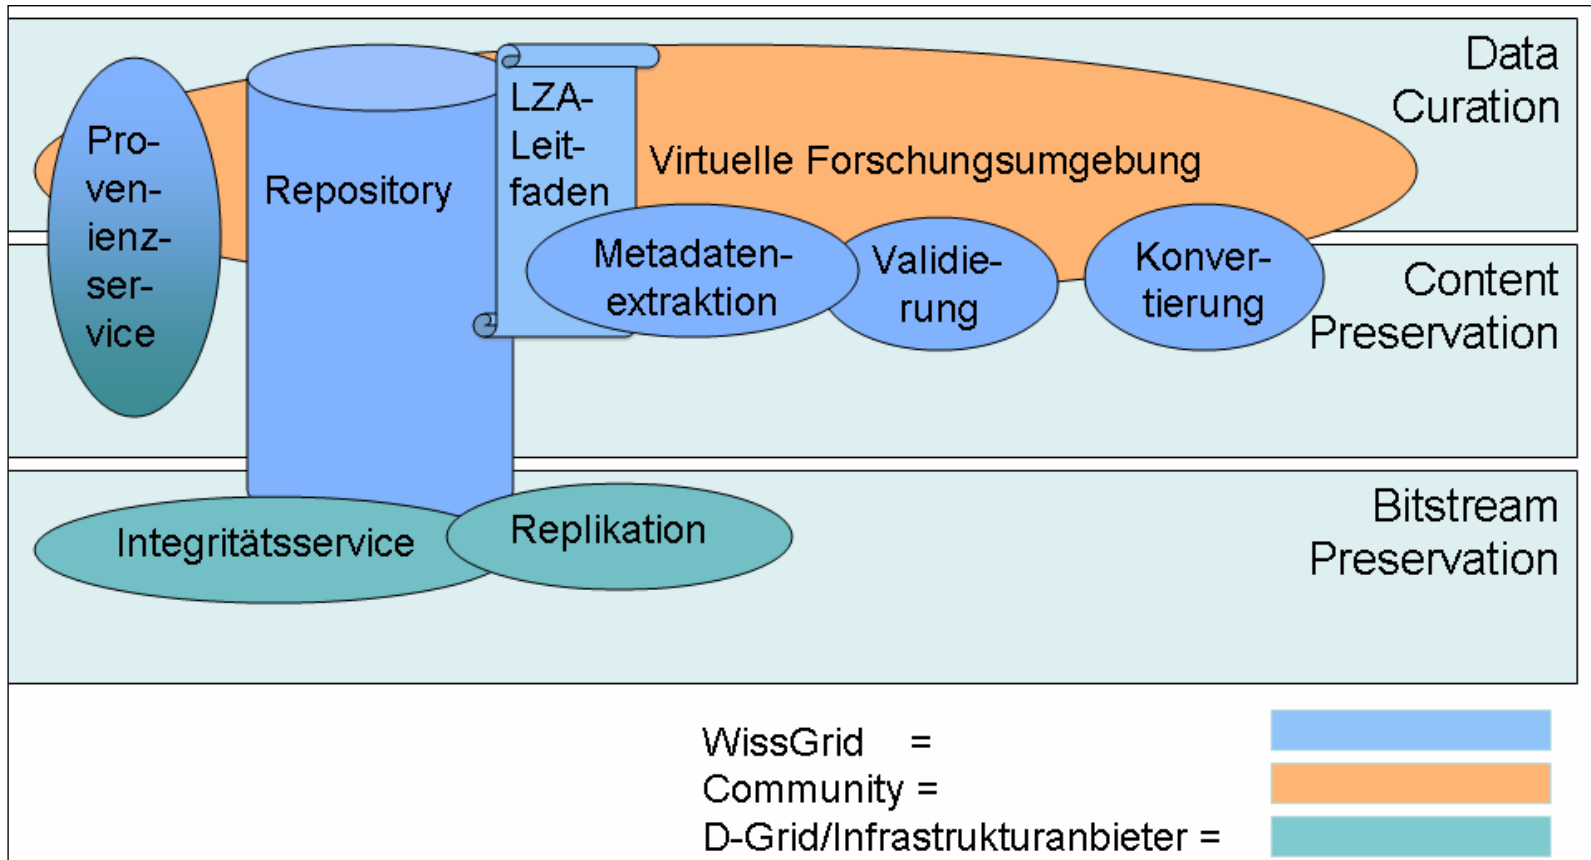 Data
Curation
Pro-
ven-
ienz-
ser-
vice
Repository
LZA-
Leit-
faden
Virtuelle Forschungsumgebung
Metadaten-
extraktion
Validie-
rung
Konver-
tierung
Content
Preservation
Integritätsservice
Replikation
Bitstream
Preservation
WissGrid =
Community =
D-Grid/Infrastrukturanbieter =